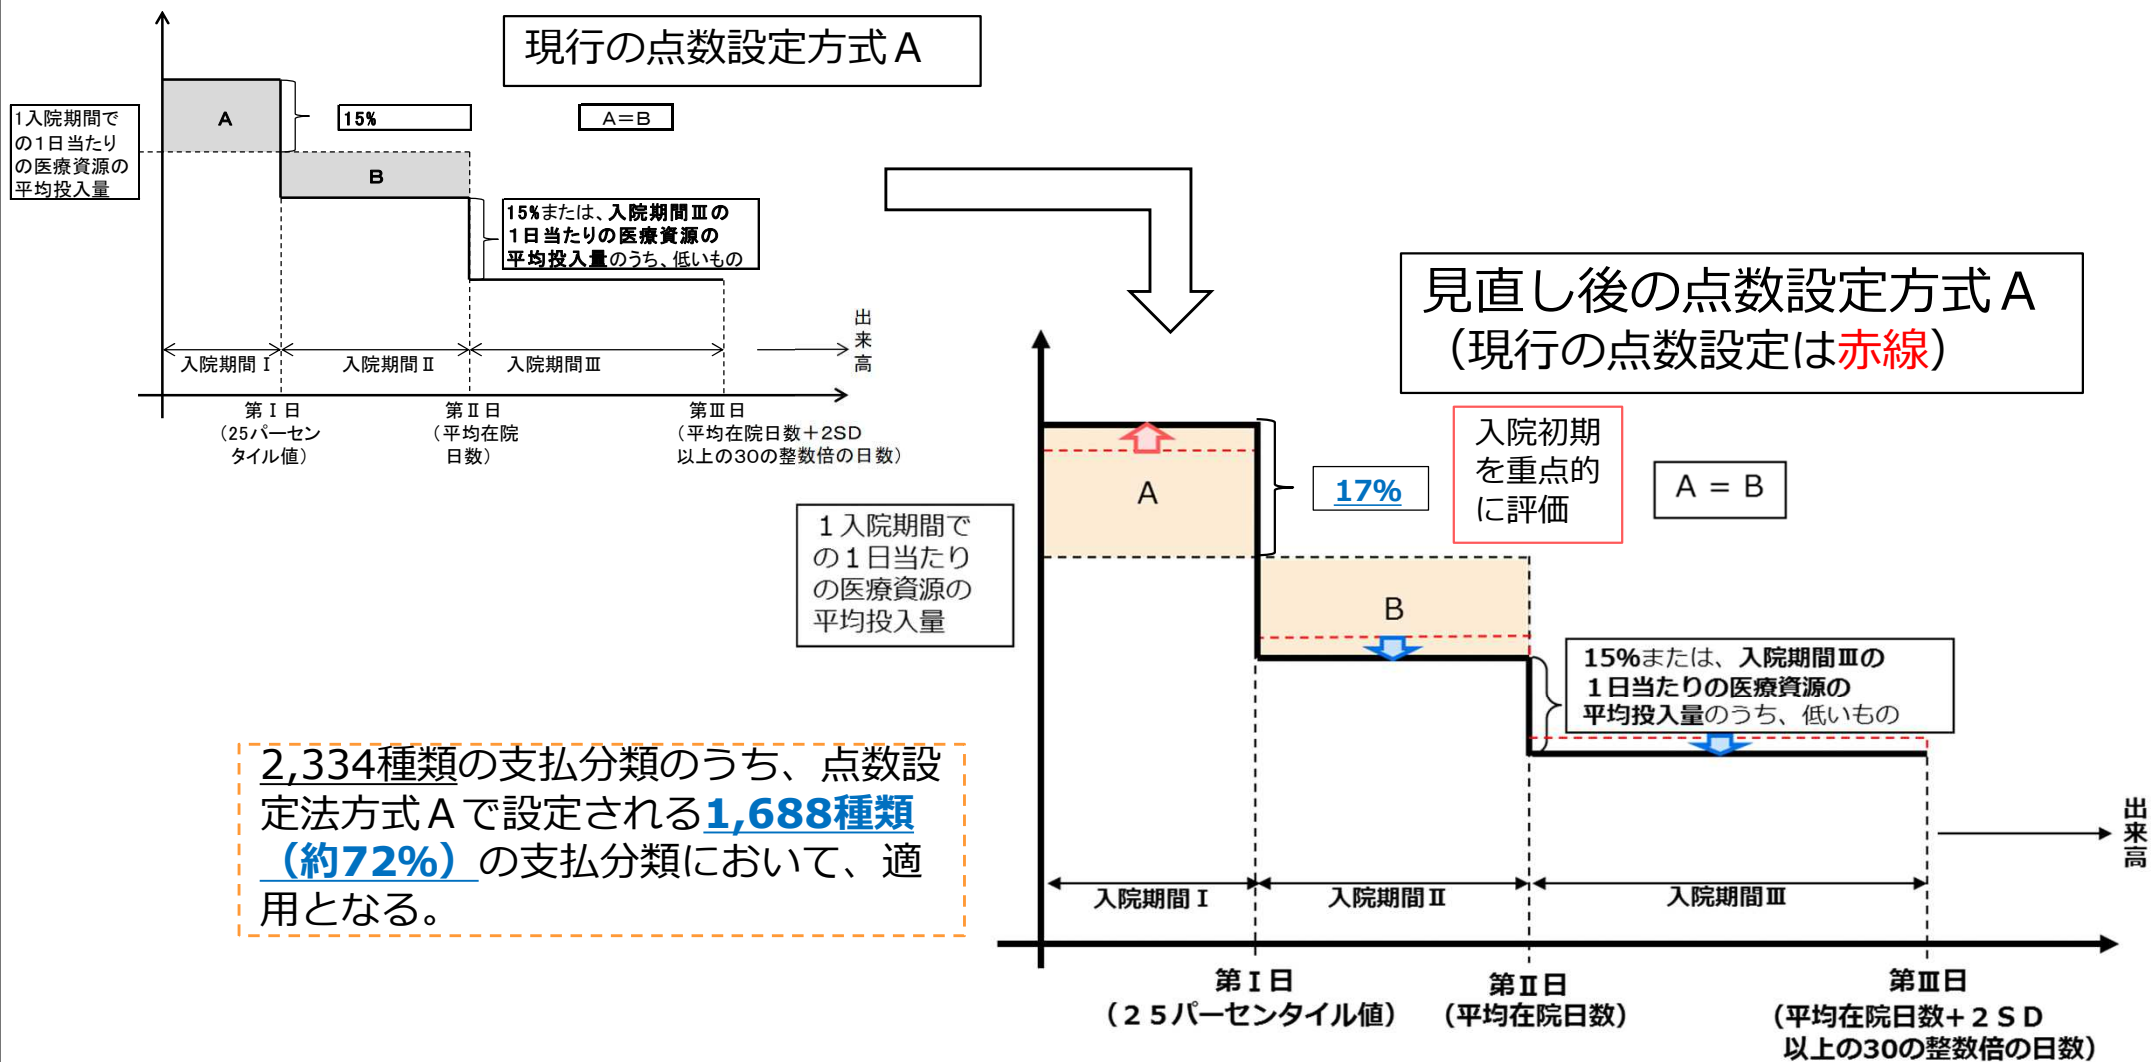 現行の点数設定方式A
1入院期間で
の1日当たり
の医療資源の
平均投入量
A
15%
A=B
B
15%または、入院期間Ⅲの
1日当たりの医療資源の
平均投入量のうち、低いもの
入院期間Ⅰ
入院期間Ⅱ
入院期間Ⅲ
出来高
第Ⅰ日
(25パーセン
タイル値)
第Ⅱ日
(平均在院
日数)
第Ⅲ日
(平均在院日数+2SD
以上の30の整数倍の日数)
見直し後の点数設定方式A
(現行の点数設定は赤線)
入院初期
を重点的
に評価
A = B
17%
A
1入院期間で
の1日当たり
の医療資源の
平均投入量
B
15%または、入院期間Ⅲの
1日当たりの医療資源の
平均投入量のうち、低いもの
2,334種類の支払分類のうち、点数設
定法方式Aで設定される1,688種類
(約72%)の支払分類において、適
用となる。
出来高
入院期間Ⅰ
入院期間Ⅱ
入院期間Ⅲ
第Ⅰ日
(25パーセンタイル値)
第Ⅱ日
(平均在院日数)
第Ⅲ日
(平均在院日数+2SD
以上の30の整数倍の日数)